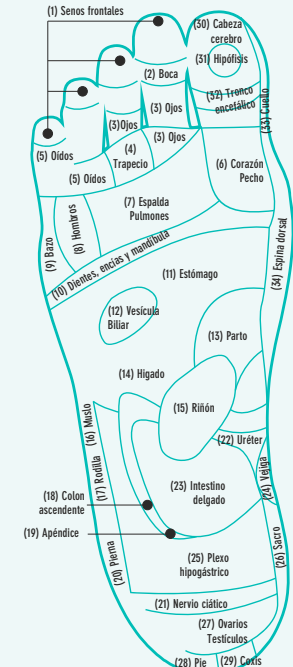 (1) Senos frontales
(30) Cabeza
cerebro
(31) Hipófisis
(2) Boca
(32) Tronco
encefálico
(33) Cuello
(3) Ojos
(3)Ojos
(3) Ojos
(4)
Trapecio
(5) Oídos
(5) Oídos
(6) Corazón
Pecho
(7) Espalda
Pulmones
(8) Hombros
(9) Bazo
(10) Dientes, encías y mandíbula
(34) Espina dorsal
(11) Estómago
(12) Vesícula
Biliar
(13) Parto
(14) Higado
(15) Riñón
(16) Muslo
(22) Uréter
(17) Rodilla
(23) Intestino
delgado
(24) Vejiga
(18) Colon
ascendente
(19) Apéndice
(25) Plexo
hipogástrico
(26) Sacro
(20) Pierna
(21) Nervio ciático
(27) Ovarios
Testículos
(28) Pie
(29) Coxis